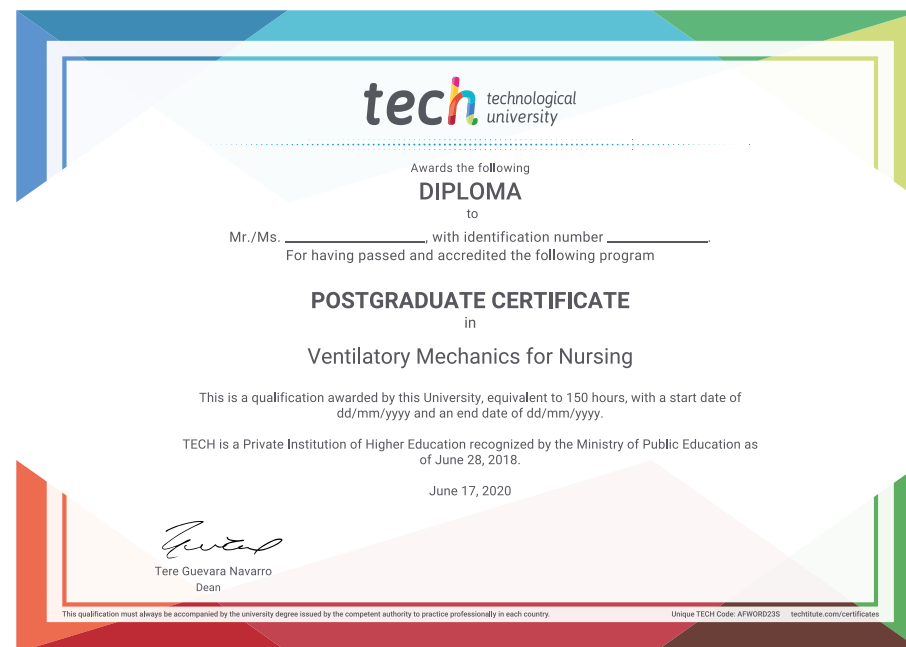 tech technological
university
Awards the following
DIPLOMA
to
Mr./Ms. ____________________, with identification number ______________.
For having passed and accredited the following program
POSTGRADUATE CERTIFICATE
in
Ventilatory Mechanics for Nursing
This is a qualification awarded by this University, equivalent to 150 hours, with a start date of
dd/mm/yyyy and an end date of dd/mm/yyyy.
TECH is a Private Institution of Higher Education recognized by the Ministry of Public Education as
of June 28, 2018.
June 17, 2020
Tere Guevara Navarro
Dean
This qualification must always be accompanied by the university degree issued by the competent authority to practice professionally in each country. Unique TECH Code: AFWORD23S techtitute.com/certificates